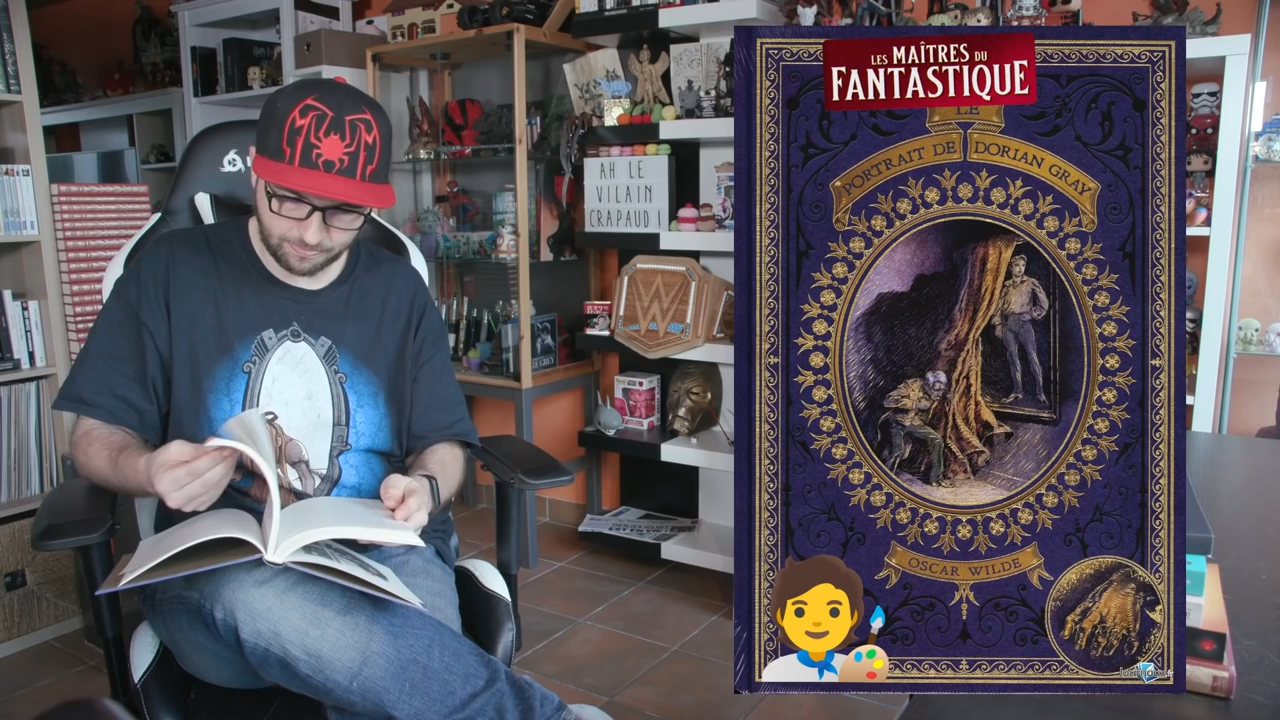 AH LE
VILAIN
CRAPAUD !
LES MAÎTRES DU
FANTASTIQUE
LE
PORTRAIT DE DORIAN GRAY
OSCAR WILDE